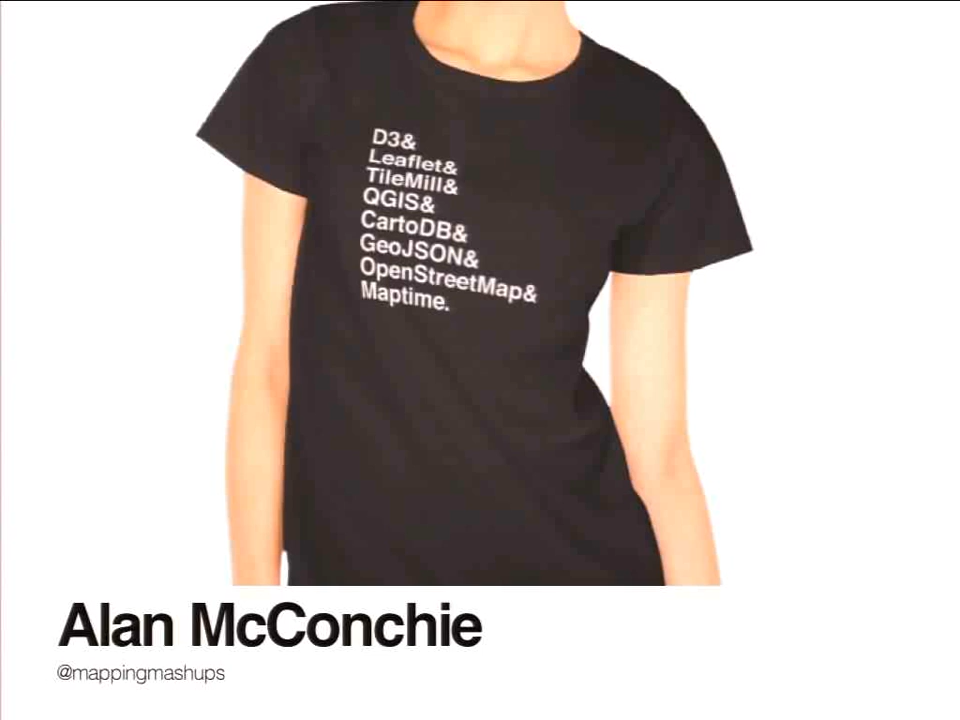 D3&
Leaflet&
TileMill&
QGIS&
CartoDB&
GeoJSON&
OpenStreetMap&
Maptime.
Alan McConchie
@mappingmashups